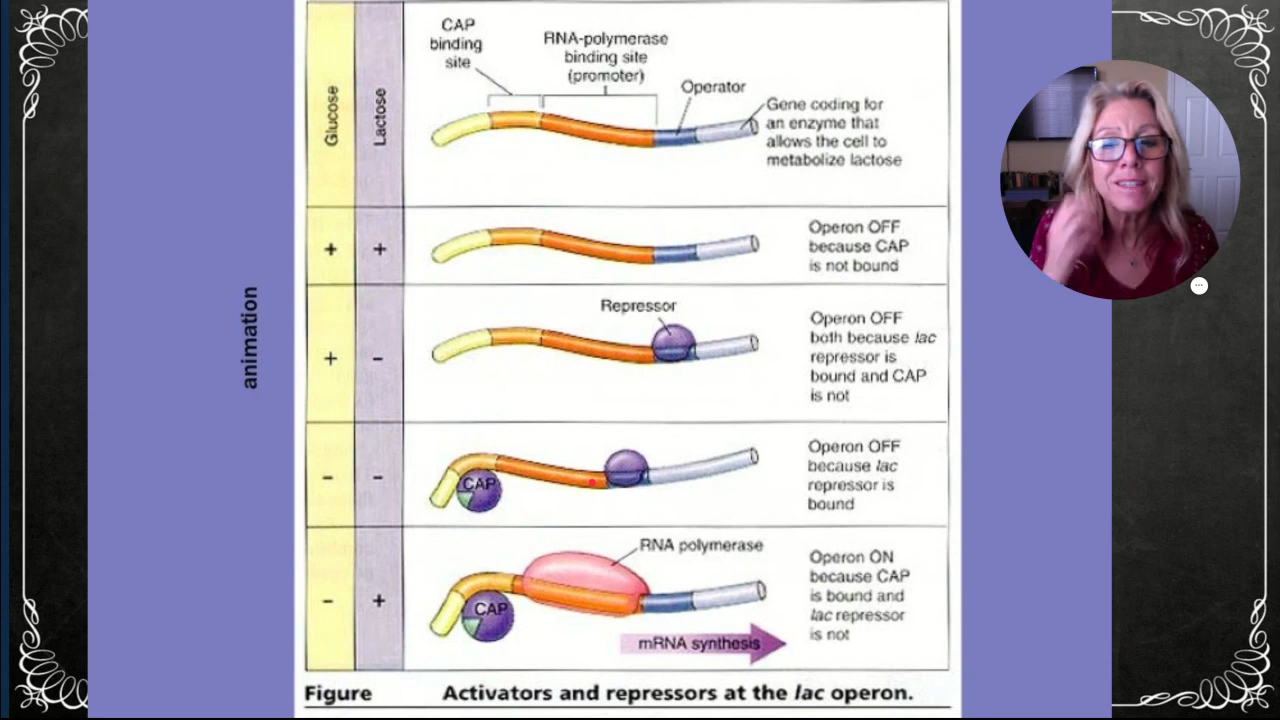 CAP
binding
site
RNA-polymerase
binding site
(promoter)
Operator
Gene coding for
an enzyme that
allows the cell to
metabolize lactose
Glucose
Lactose
+
+
Operon OFF
because CAP
is not bound
animation
+
-
Repressor
Operon OFF
both because lac
repressor is
bound and CAP
is not
-
-
CAP
Operon OFF
because lac
repressor is
bound
-
+
CAP
RNA polymerase
mRNA synthesis
Operon ON
because CAP
is bound and
lac repressor
is not
Figure Activators and repressors at the lac operon.